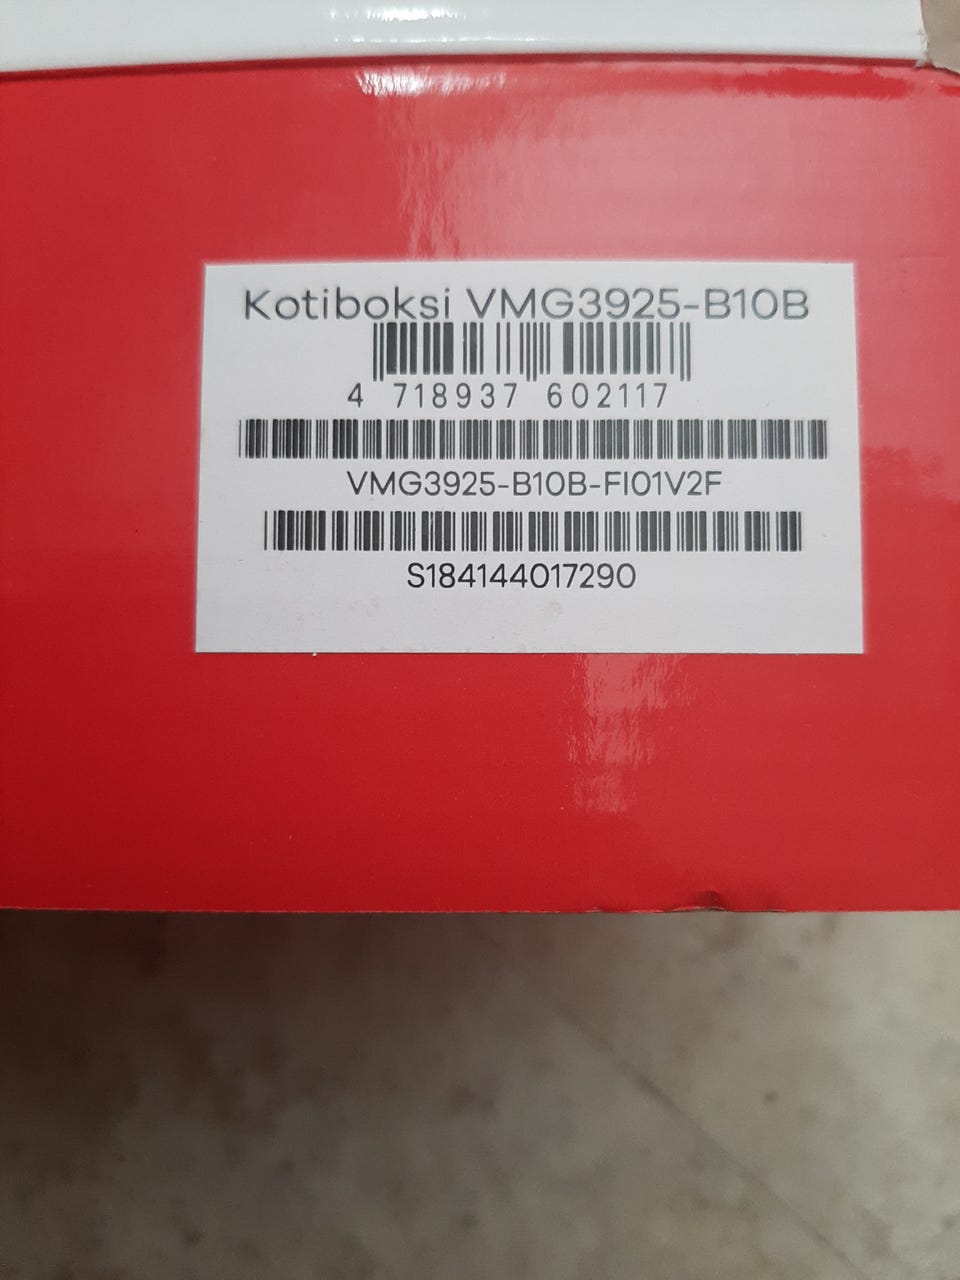 Kotiboksi VMG3925-B10B
4 718937 602117
VMG3925-B10B-FI01V2F
S184144017290